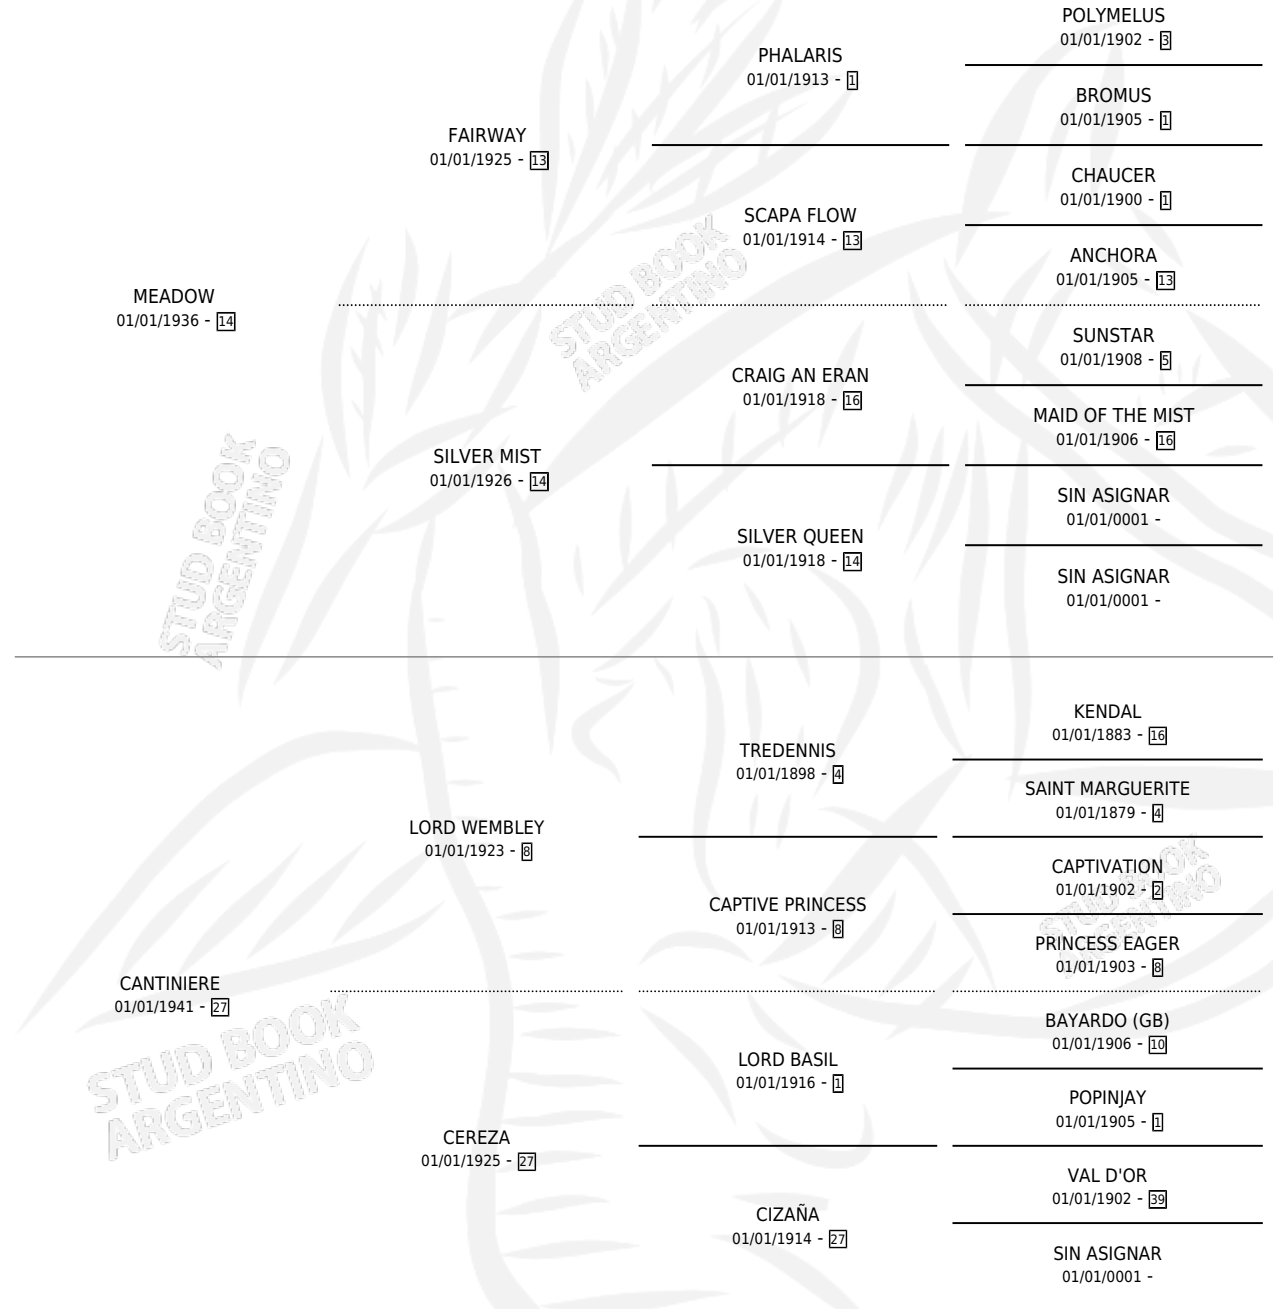 POLYMELUS
01/01/1902 - 3
PHALARIS
01/01/1913 - 1
BROMUS
01/01/1905 - 1
FAIRWAY
01/01/1925 - 13
CHAUCER
01/01/1900 - 1
SCAPA FLOW
01/01/1914 - 13
ANCHORA
01/01/1905 - 13
MEADOW
01/01/1936 - 14
STUD BOOK
ARGENTINO
SUNSTAR
01/01/1908 - 5
CRAIG AN ERAN
01/01/1918 - 16
MAID OF THE MIST
01/01/1906 - 16
SILVER MIST
01/01/1926 - 14
SIN ASIGNAR
01/01/0001 -
SILVER QUEEN
01/01/1918 - 14
SIN ASIGNAR
01/01/0001 -
STUD BOOK
ARGENTINO
KENDAL
01/01/1883 - 16
TREDENNIS
01/01/1898 - 4
SAINT MARGUERITE
01/01/1879 - 4
LORD WEMBLEY
01/01/1923 - 8
CAPTIVATION
01/01/1902 - 2
CAPTIVE PRINCESS
01/01/1913 - 8
STUD BOOK
ARGENTINO
PRINCESS EAGER
01/01/1903 - 8
CANTINIERE
01/01/1941 - 27
BAYARDO (GB)
01/01/1906 - 10
STUD BOOK
ARGENTINO
LORD BASIL
01/01/1916 - 1
POPINJAY
01/01/1905 - 1
CEREZA
01/01/1925 - 27
VAL D'OR
01/01/1902 - 39
CIZAÑA
01/01/1914 - 27
SIN ASIGNAR
01/01/0001 -